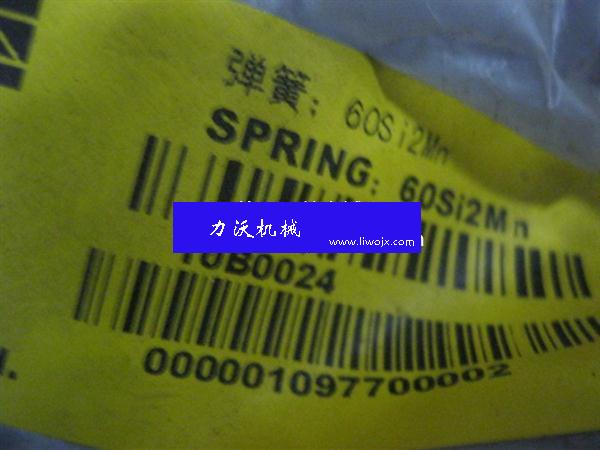 弹簧: 60Si2Mn
SPRING: 60Si2Mn
力沃机械
www.liwojx.com
10B0024
000001097700002